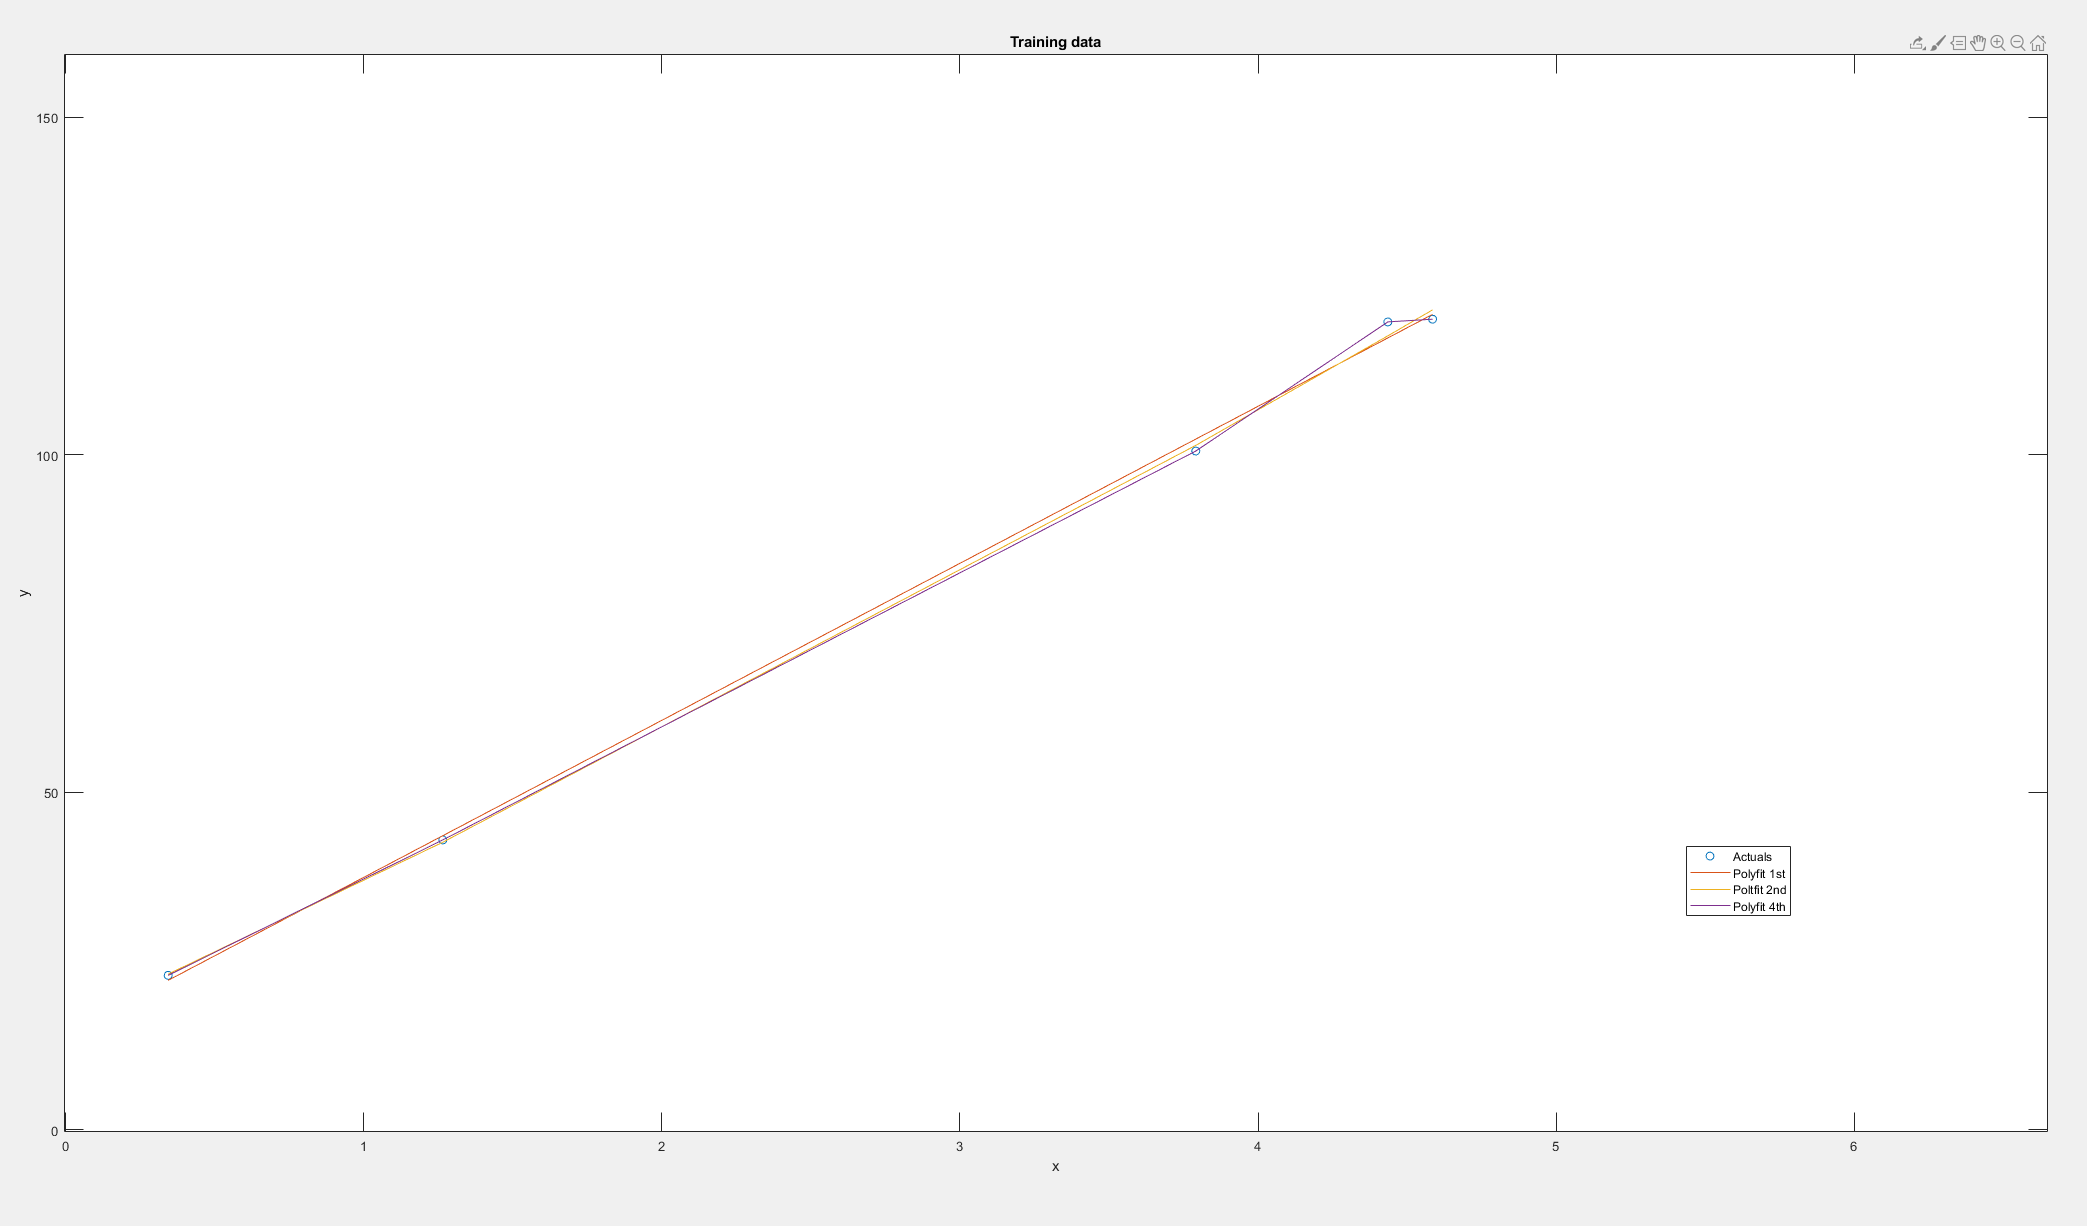 Training data
150
100
50
0
y
0 1 2 3 4 5 6
x
Actuals
Polyfit 1st
Poltfit 2nd
Polyfit 4th